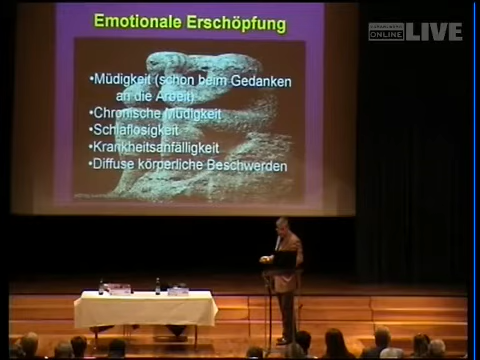 Emotionale Erschöpfung
•Müdigkeit (schon beim Gedanken
an die Arbeit)
•Chronische Müdigkeit
•Schlaflosigkeit
•Krankheitsanfälligkeit
•Diffuse körperliche Beschwerden
ONLINE LIVE